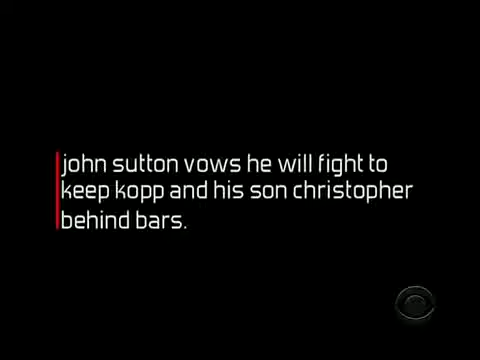 john sutton vows he will fight to
keep kopp and his son christopher
behind bars.